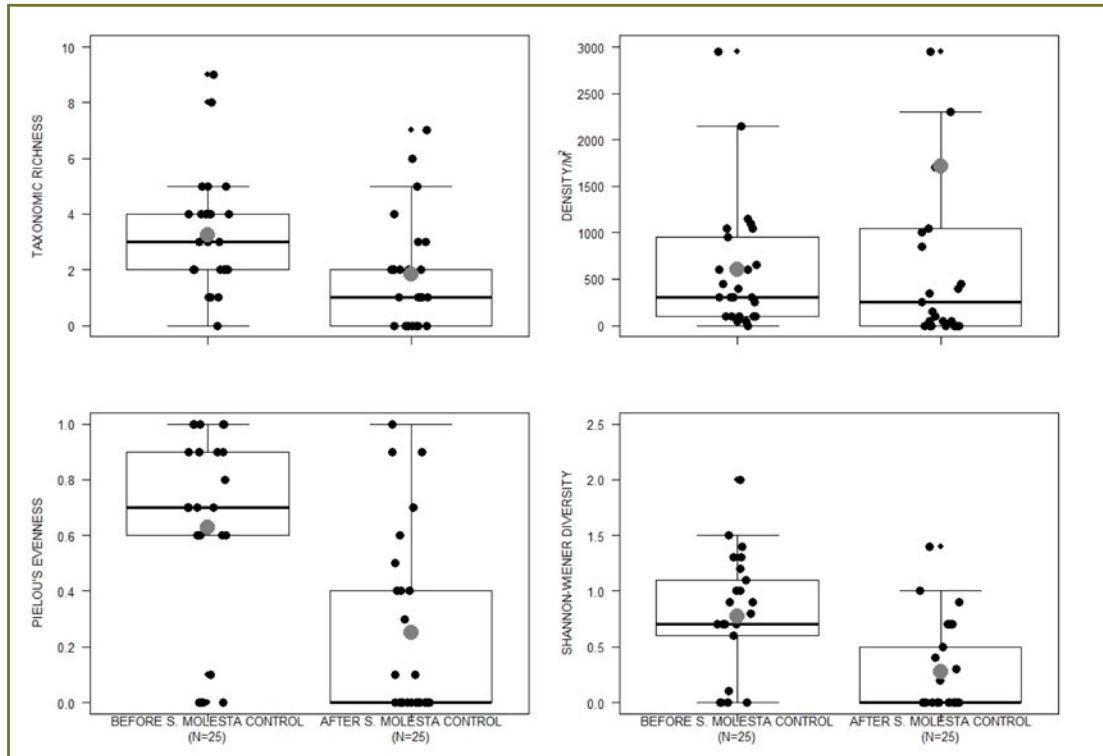 TAXONOMIC RICHNESS
10
8
6
4
2
0
DENSITY/M²
3000
2500
2000
1500
1000
500
0
PIELOU'S EVENNESS
1.0
0.8
0.6
0.4
0.2
0.0
BEFORE S. MOLESTA CONTROL
(N=25)
AFTER S. MOLESTA CONTROL
(N=25)
SHANNON-WIENER DIVERSITY
2.5
2.0
1.5
1.0
0.5
0.0
BEFORE S. MOLESTA CONTROL
(N=25)
AFTER S. MOLESTA CONTROL
(N=25)